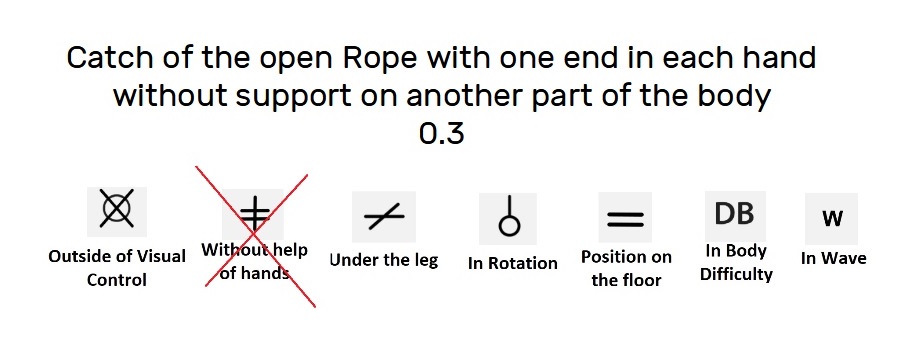 Catch of the open Rope with one end in each hand
without support on another part of the body
0.3
DB
W
Outside of Visual
Control
Without help
of hands
Under the leg
In Rotation
Position on
the floor
In Body
Difficulty
In Wave